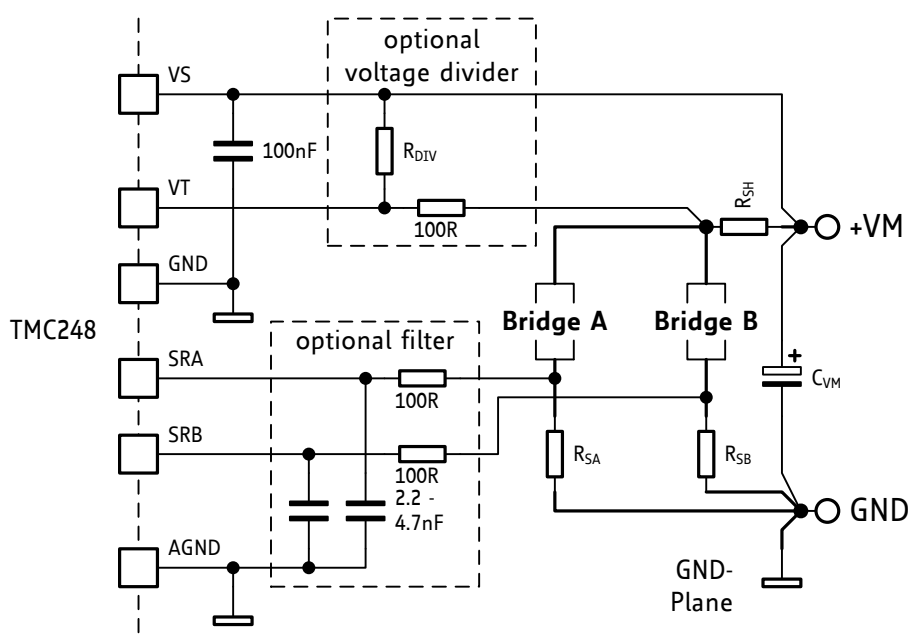 optional
voltage divider
VS
100nF
R_DIV
VT
100R
R_SH
+VM
GND
TMC248
Bridge A
Bridge B
optional filter
SRA
100R
+
C_VM
SRB
100R
R_SA
R_SB
2.2 -
4.7nF
GND
AGND
GND-
Plane